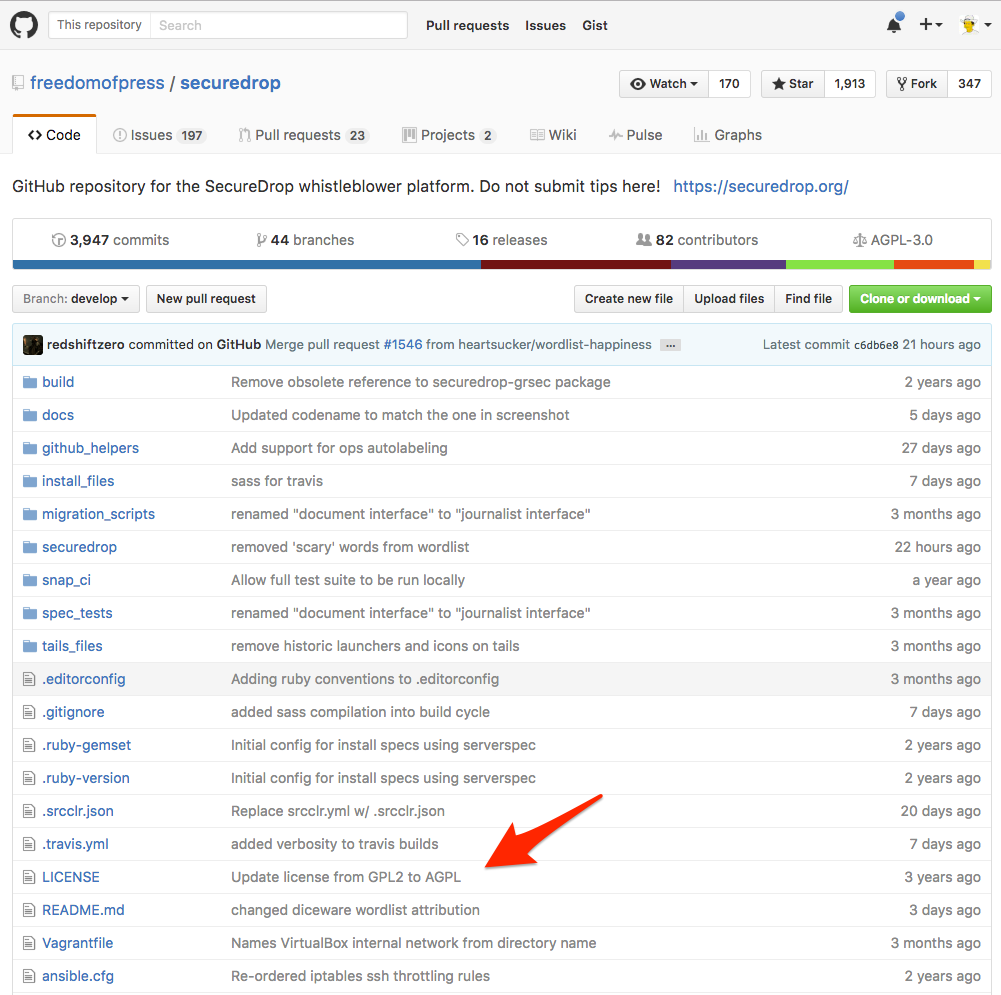 This repository Search Pull requests Issues Gist
freedomofpress / securedrop Watch 170 Star 1,913 Fork 347
Code Issues 197 Pull requests 23 Projects 2 Wiki Pulse Graphs
GitHub repository for the SecureDrop whistleblower platform. Do not submit tips here! https://securedrop.org/
3,947 commits 44 branches 16 releases 82 contributors AGPL-3.0
Branch: develop New pull request Create new file Upload files Find file Clone or download
redshiftzero committed on GitHub Merge pull request #1546 from heartsucker/wordlist-happiness ... Latest commit c6db6e8 21 hours ago
build Remove obsolete reference to securedrop-grsec package 2 years ago
docs Updated codename to match the one in screenshot 5 days ago
github_helpers Add support for ops autolabeling 27 days ago
install_files sass for travis 7 days ago
migration_scripts renamed "document interface" to "journalist interface" 3 months ago
securedrop removed 'scary' words from wordlist 22 hours ago
snap_ci Allow full test suite to be run locally a year ago
spec_tests renamed "document interface" to "journalist interface" 3 months ago
tails_files remove historic launchers and icons on tails 3 months ago
.editorconfig Adding ruby conventions to .editorconfig 3 months ago
.gitignore added sass compilation into build cycle 7 days ago
.ruby-gemset Initial config for install specs using serverspec 2 years ago
.ruby-version Initial config for install specs using serverspec 2 years ago
.srcclr.json Replace srcclr.yml w/ .srcclr.json 20 days ago
.travis.yml added verbosity to travis builds 7 days ago
LICENSE Update license from GPL2 to AGPL 3 years ago
README.md changed diceware wordlist attribution 3 days ago
Vagrantfile Names VirtualBox internal network from directory name 3 months ago
ansible.cfg Re-ordered iptables ssh throttling rules 2 years ago